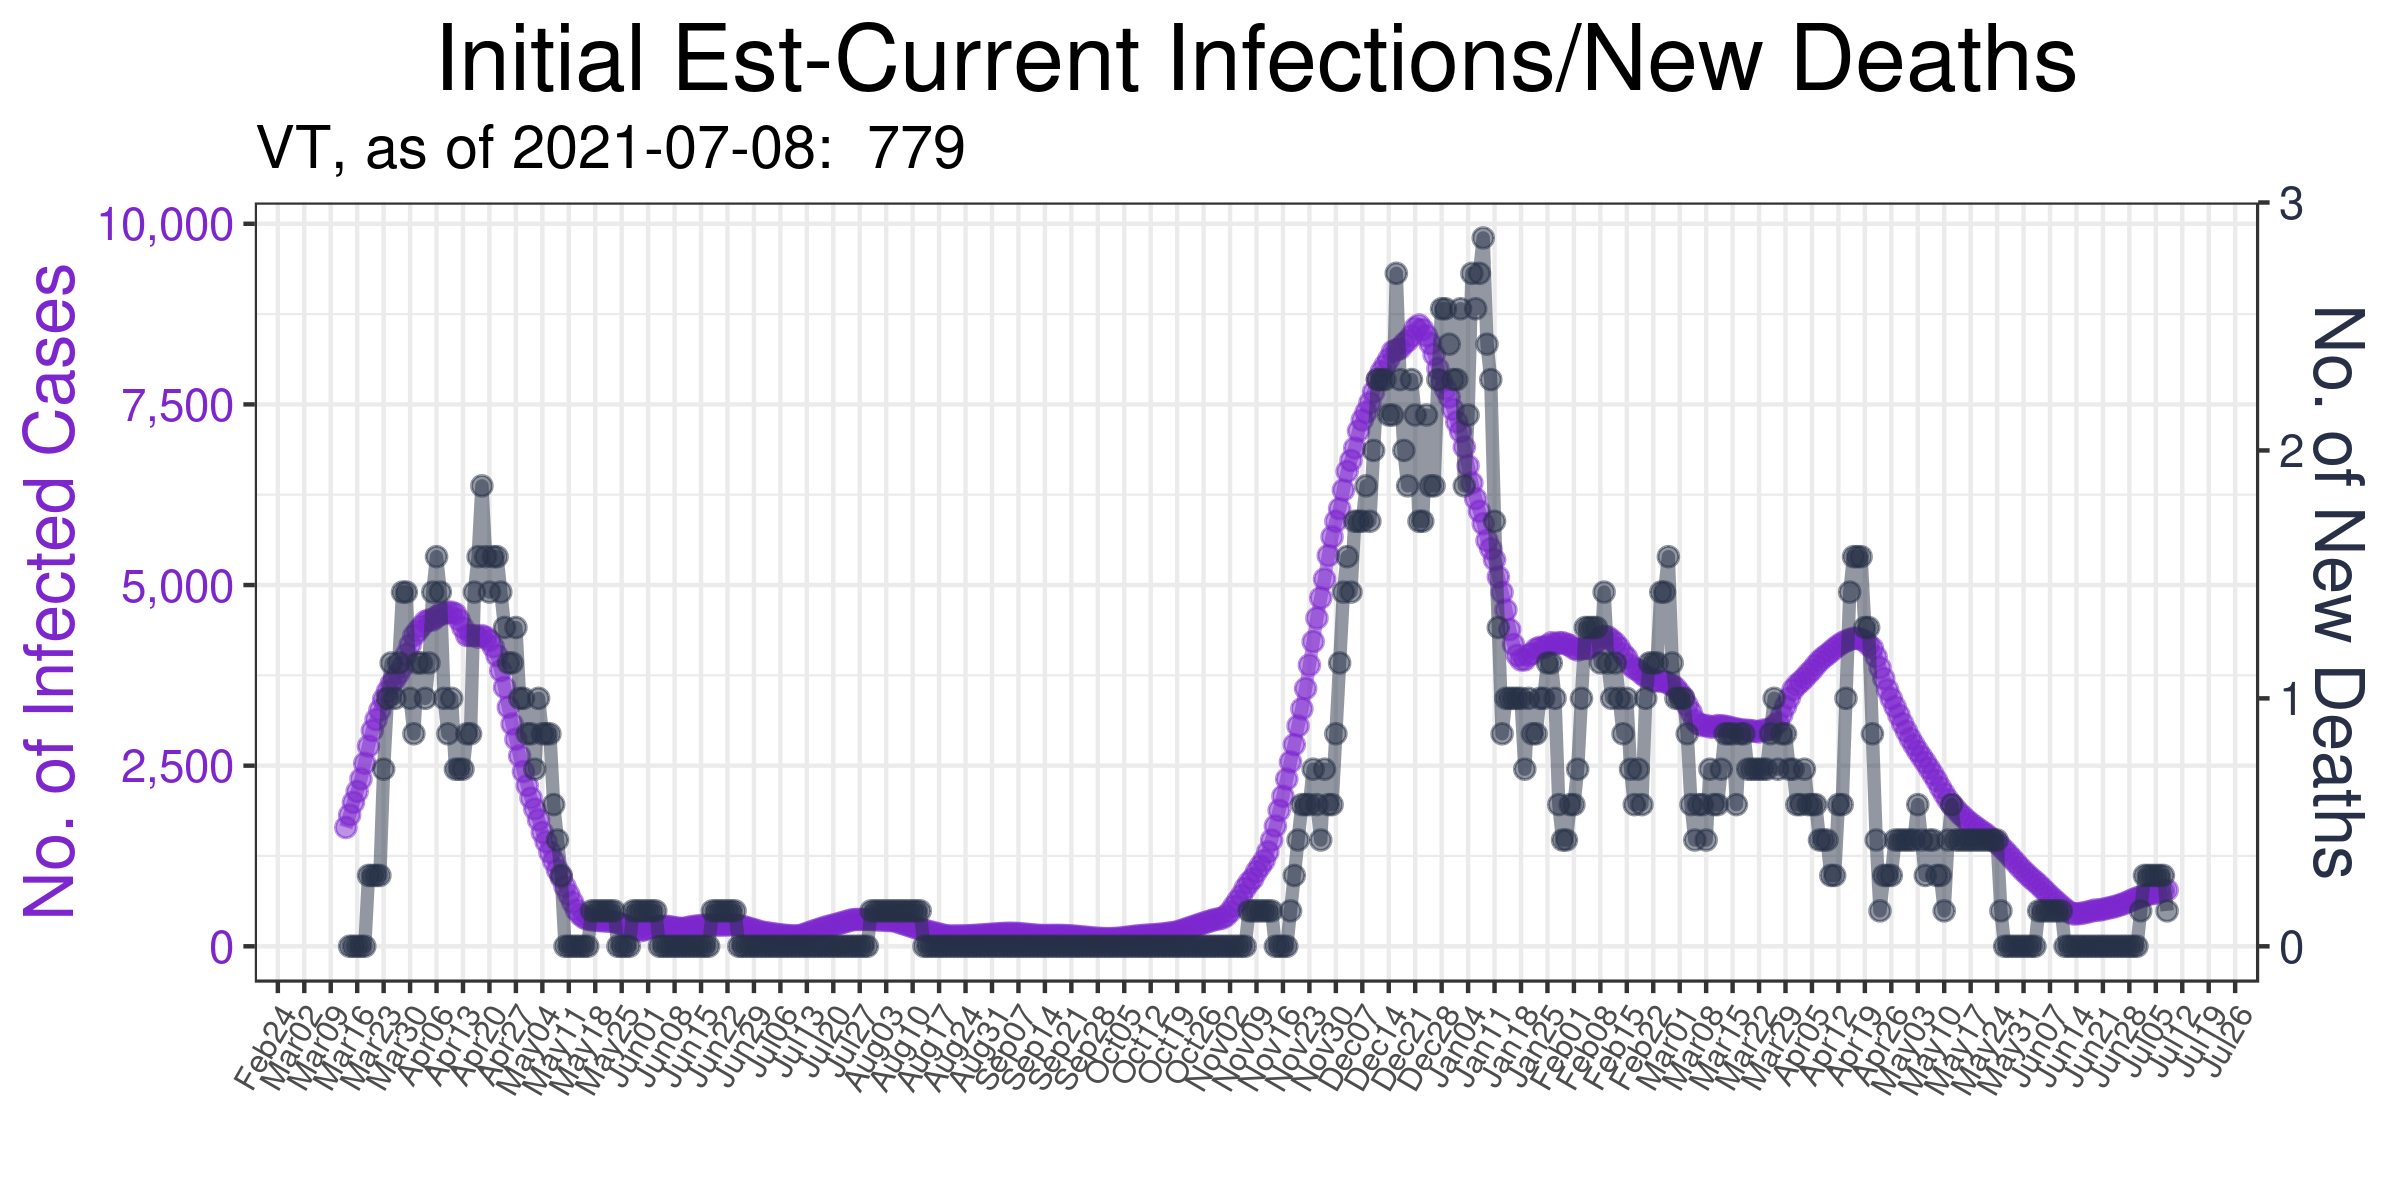 Initial Est-Current Infections/New Deaths
VT, as of 2021-07-08: 779
No. of Infected Cases
10,000
7,500
5,000
2,500
0
3
2
1
0
No. of New Deaths
Feb24
Mar02
Mar09
Mar16
Mar23
Mar30
Apr06
Apr13
Apr20
Apr27
May04
May11
May18
May25
Jun01
Jun08
Jun15
Jun22
Jun29
Jul06
Jul13
Jul20
Jul27
Aug03
Aug10
Aug17
Aug24
Aug31
Sep07
Sep14
Sep21
Sep28
Oct05
Oct12
Oct19
Oct26
Nov02
Nov09
Nov16
Nov23
Nov30
Dec07
Dec14
Dec21
Dec28
Jan04
Jan11
Jan18
Jan25
Feb01
Feb08
Feb15
Feb22
Mar01
Mar08
Mar15
Mar22
Mar29
Apr05
Apr12
Apr19
Apr26
May03
May10
May17
May24
May31
Jun07
Jun14
Jun21
Jun28
Jul05
Jul12
Jul19
Jul26